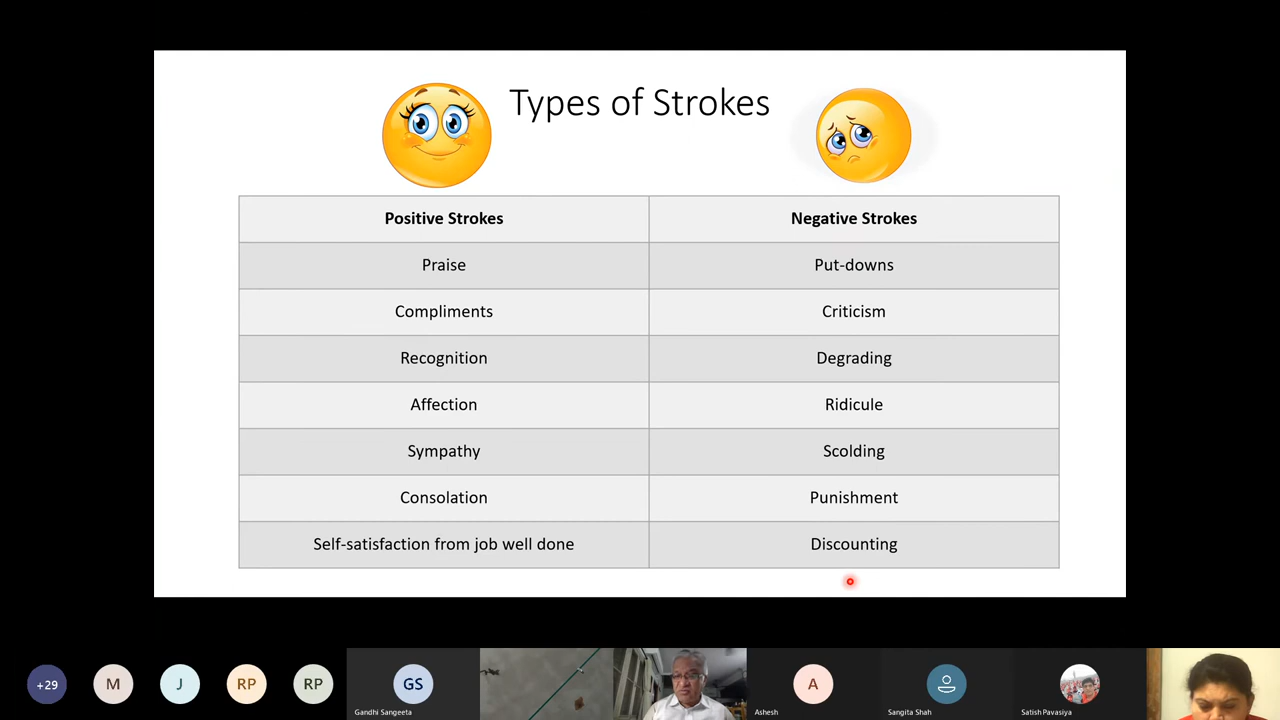 Types of Strokes
Positive Strokes Negative Strokes
Praise Put-downs
Compliments Criticism
Recognition Degrading
Affection Ridicule
Sympathy Scolding
Consolation Punishment
Self-satisfaction from job well done Discounting
+29 M J RP RP GS A
Gandhi Sangeeta Ashesh Sangita Shah Satish Pavasiya